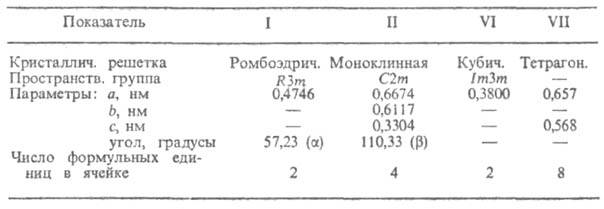 Показатель I II VI VII
Кристаллич. решетка Ромбоэдрич. Моноклинная Кубич. Тетрагон.
Пространств. группа R3m C2m Im3m —
Параметры: a, нм 0,4746 0,6674 0,3800 0,657
b, нм — 0,6117 — —
c, нм — 0,3304 — 0,568
угол, градусы 57,23 (α) 110,33 (β) — —
Число формульных еди-
ниц в ячейке 2 4 2 8